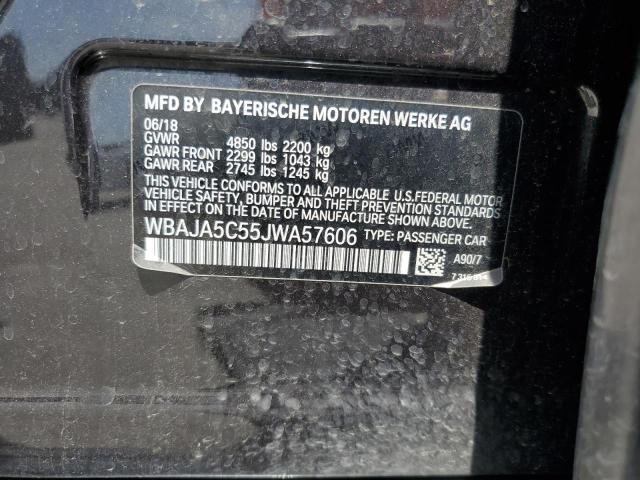 MFD BY BAYERISCHE MOTOREN WERKE AG
06/18
GVWR 4850 lbs 2200 kg
GAWR FRONT 2299 lbs 1043 kg
GAWR REAR 2745 lbs 1245 kg
THIS VEHICLE CONFORMS TO ALL APPLICABLE U.S.FEDERAL MOTOR
VEHICLE SAFETY, BUMPER AND THEFT PREVENTION STANDARDS
IN EFFECT ON THE DATE OF MANUFACTURE SHOWN ABOVE.
WBAJA5C55JWA57606 TYPE: PASSENGER CAR
A90/7